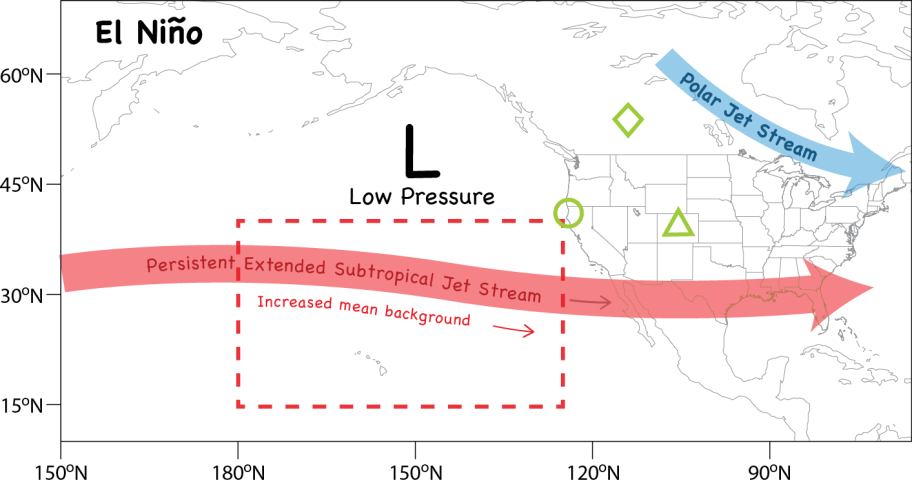 El Niño
60ºN
Polar Jet Stream
45ºN
Low Pressure
Persistent Extended Subtropical Jet Stream
30ºN
Increased mean background
15ºN
150ºN
180ºN
150ºN
120ºN
90ºN